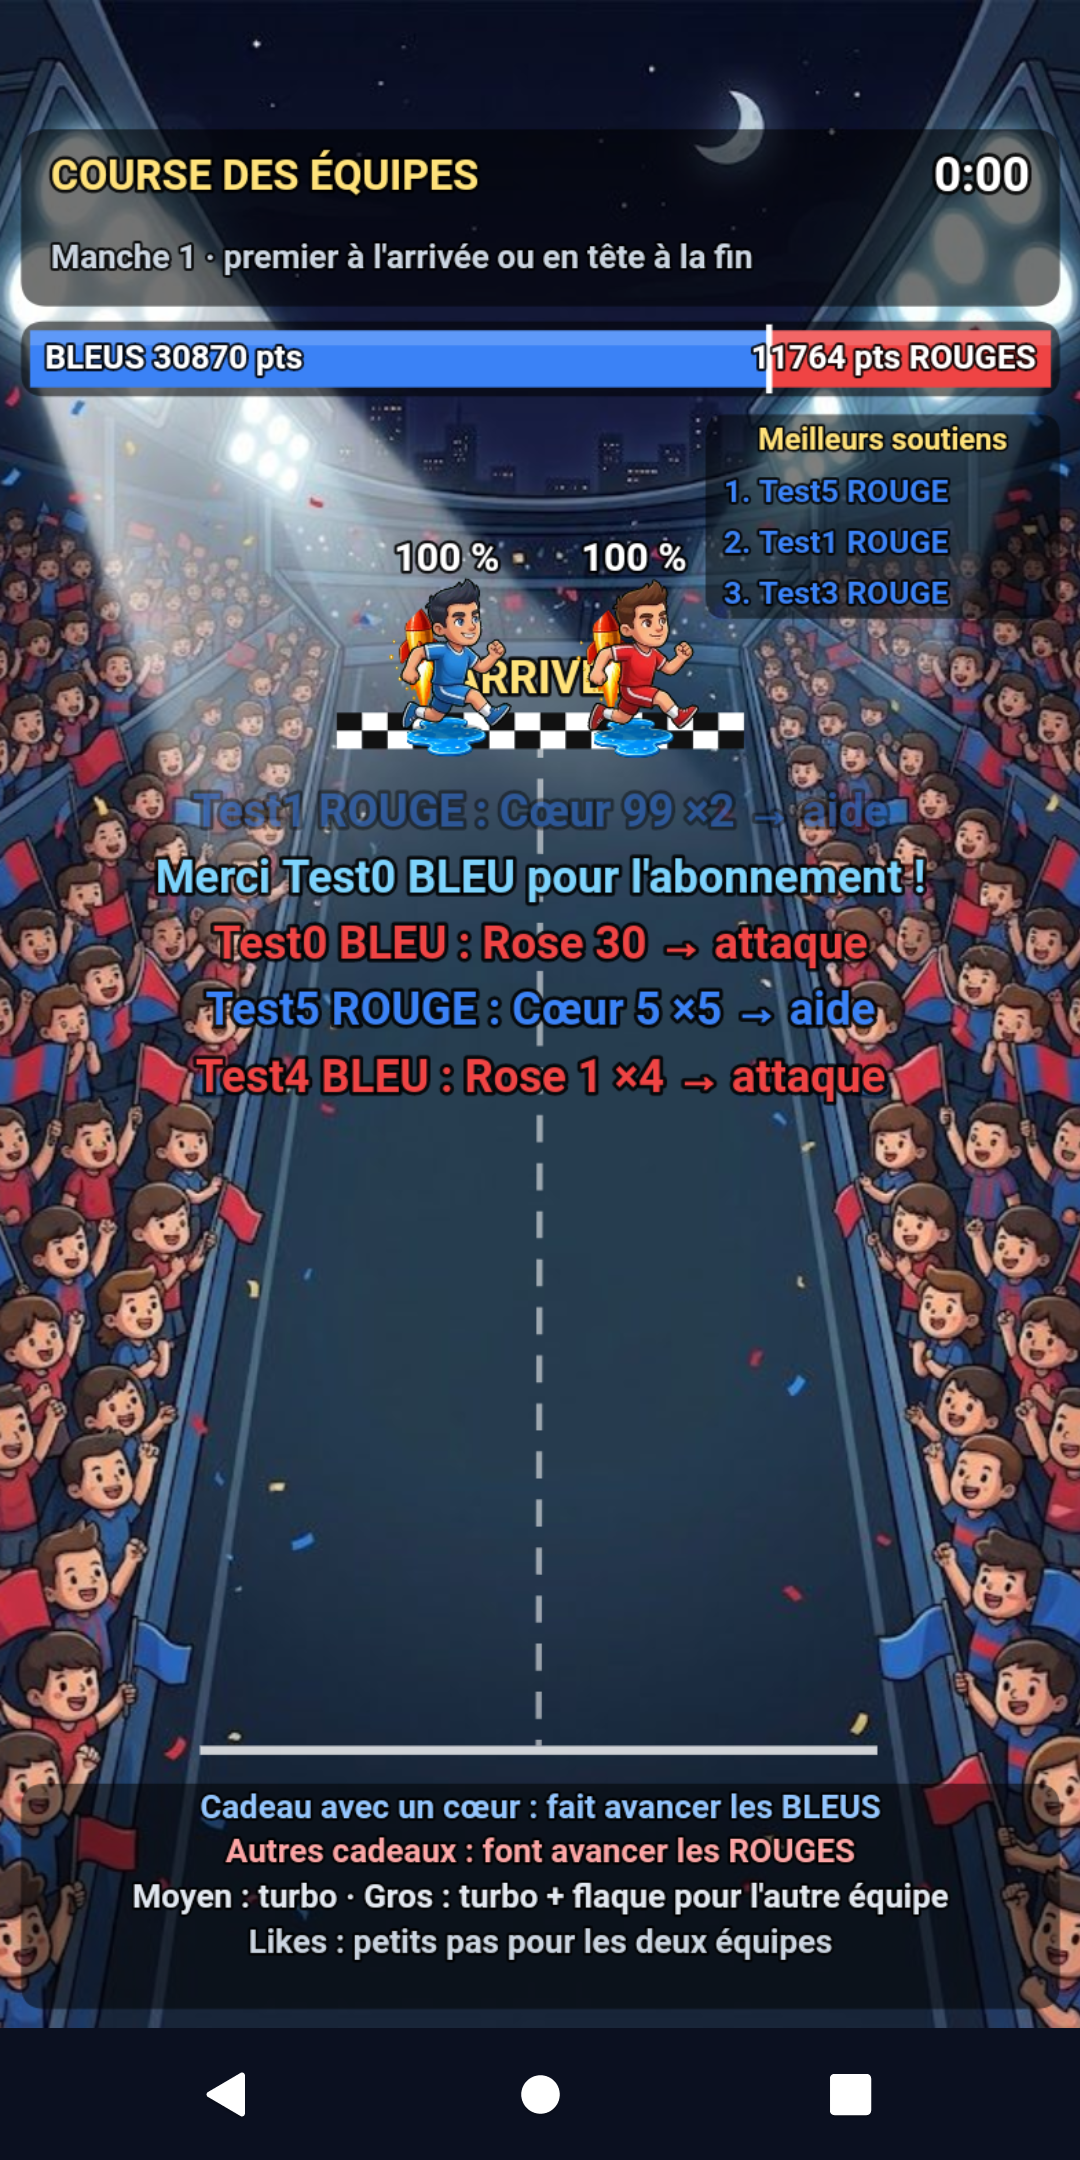 COURSE DES ÉQUIPES
0:00
Manche 1 · premier à l'arrivée ou en tête à la fin
BLEUS 30870 pts
11764 pts ROUGES
Meilleurs soutiens
1. Test5 ROUGE
2. Test1 ROUGE
3. Test3 ROUGE
100 %
100 %
Test1 ROUGE : Cœur 99 ×2 → aide
Merci Test0 BLEU pour l'abonnement !
Test0 BLEU : Rose 30 → attaque
Test5 ROUGE : Cœur 5 ×5 → aide
Test4 BLEU : Rose 1 ×4 → attaque
Cadeau avec un cœur : fait avancer les BLEUS
Autres cadeaux : font avancer les ROUGES
Moyen : turbo · Gros : turbo + flaque pour l'autre équipe
Likes : petits pas pour les deux équipes